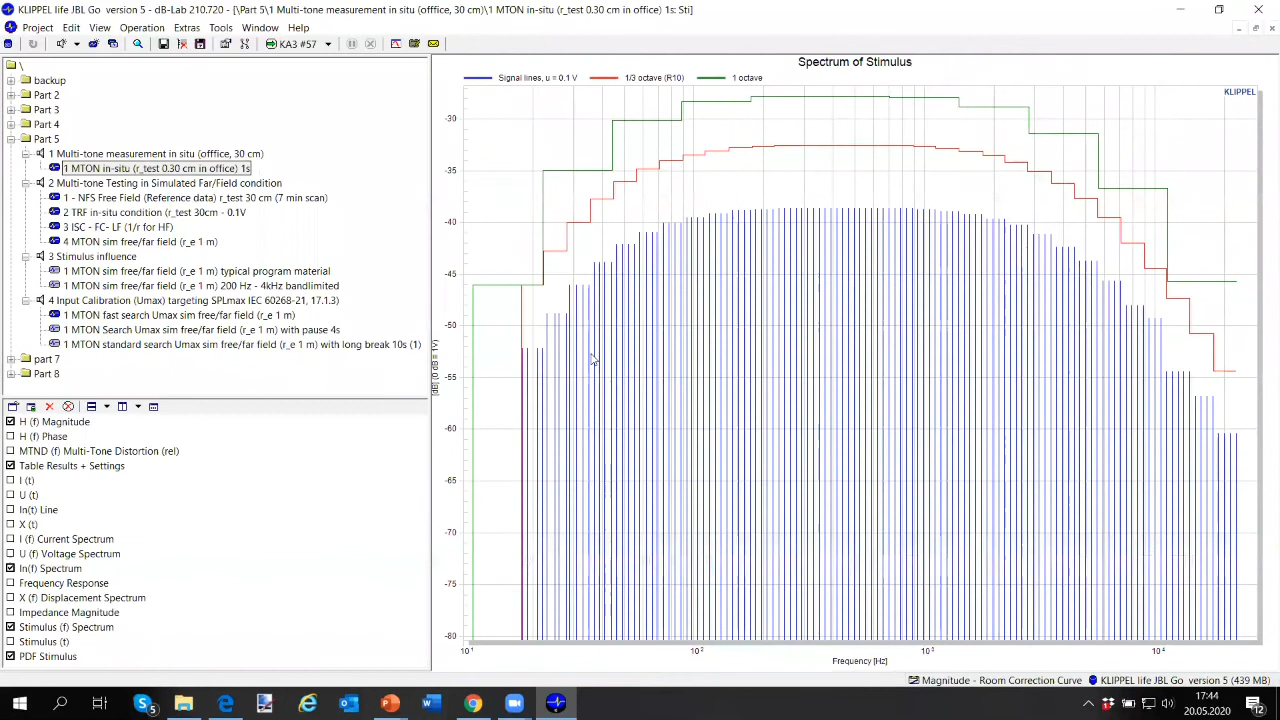 KLIPPEL life JBL Go version 5 - dB-Lab 210.720 - [Part 5\1 Multi-tone measurement in situ (offfice, 30 cm)\1 MTON in-situ (r_test 0.30 cm in office) 1s: Sti]
Project Edit View Operation Extras Tools Window Help
KA3 #57
\
backup
Part 2
Part 3
Part 4
Part 5
1 Multi-tone measurement in situ (offfice, 30 cm)
1 MTON in-situ (r_test 0.30 cm in office) 1s
2 Multi-tone Testing in Simulated Far/Field condition
1 - NFS Free Field (Reference data) r_test 30 cm (7 min scan)
2 TRF in-situ condition (r_test 30cm - 0.1V
3 ISC - FC- LF (1/r for HF)
4 MTON sim free/far field (r_e 1 m)
3 Stimulus influence
1 MTON sim free/far field (r_e 1 m) typical program material
1 MTON sim free/far field (r_e 1 m) 200 Hz - 4kHz bandlimited
4 Input Calibration (Umax) targeting SPLmax IEC 60268-21, 17.1.3)
1 MTON fast search Umax sim free/far field (r_e 1 m)
1 MTON Search Umax sim free/far field (r_e 1 m) with pause 4s
1 MTON standard search Umax sim free/far field (r_e 1 m) with long break 10s (1)
part 7
Part 8
H (f) Magnitude
H (f) Phase
MTND (f) Multi-Tone Distortion (rel)
Table Results + Settings
I (t)
U (t)
In(t) Line
X (t)
I (f) Current Spectrum
U (f) Voltage Spectrum
In(f) Spectrum
Frequency Response
X (f) Displacement Spectrum
Impedance Magnitude
Stimulus (f) Spectrum
Stimulus (t)
PDF Stimulus
Spectrum of Stimulus
Signal lines, u = 0.1 V 1/3 octave (R10) 1 octave
KLIPPEL
-30
-35
-40
-45
-50
-55
-60
-65
-70
-75
-80
[dB] (0 dB = 1V)
10¹ 10² 10³ 10⁴
Frequency [Hz]
Magnitude - Room Correction Curve KLIPPEL life JBL Go version 5 (439 MB)
5
17:44
20.05.2020
12